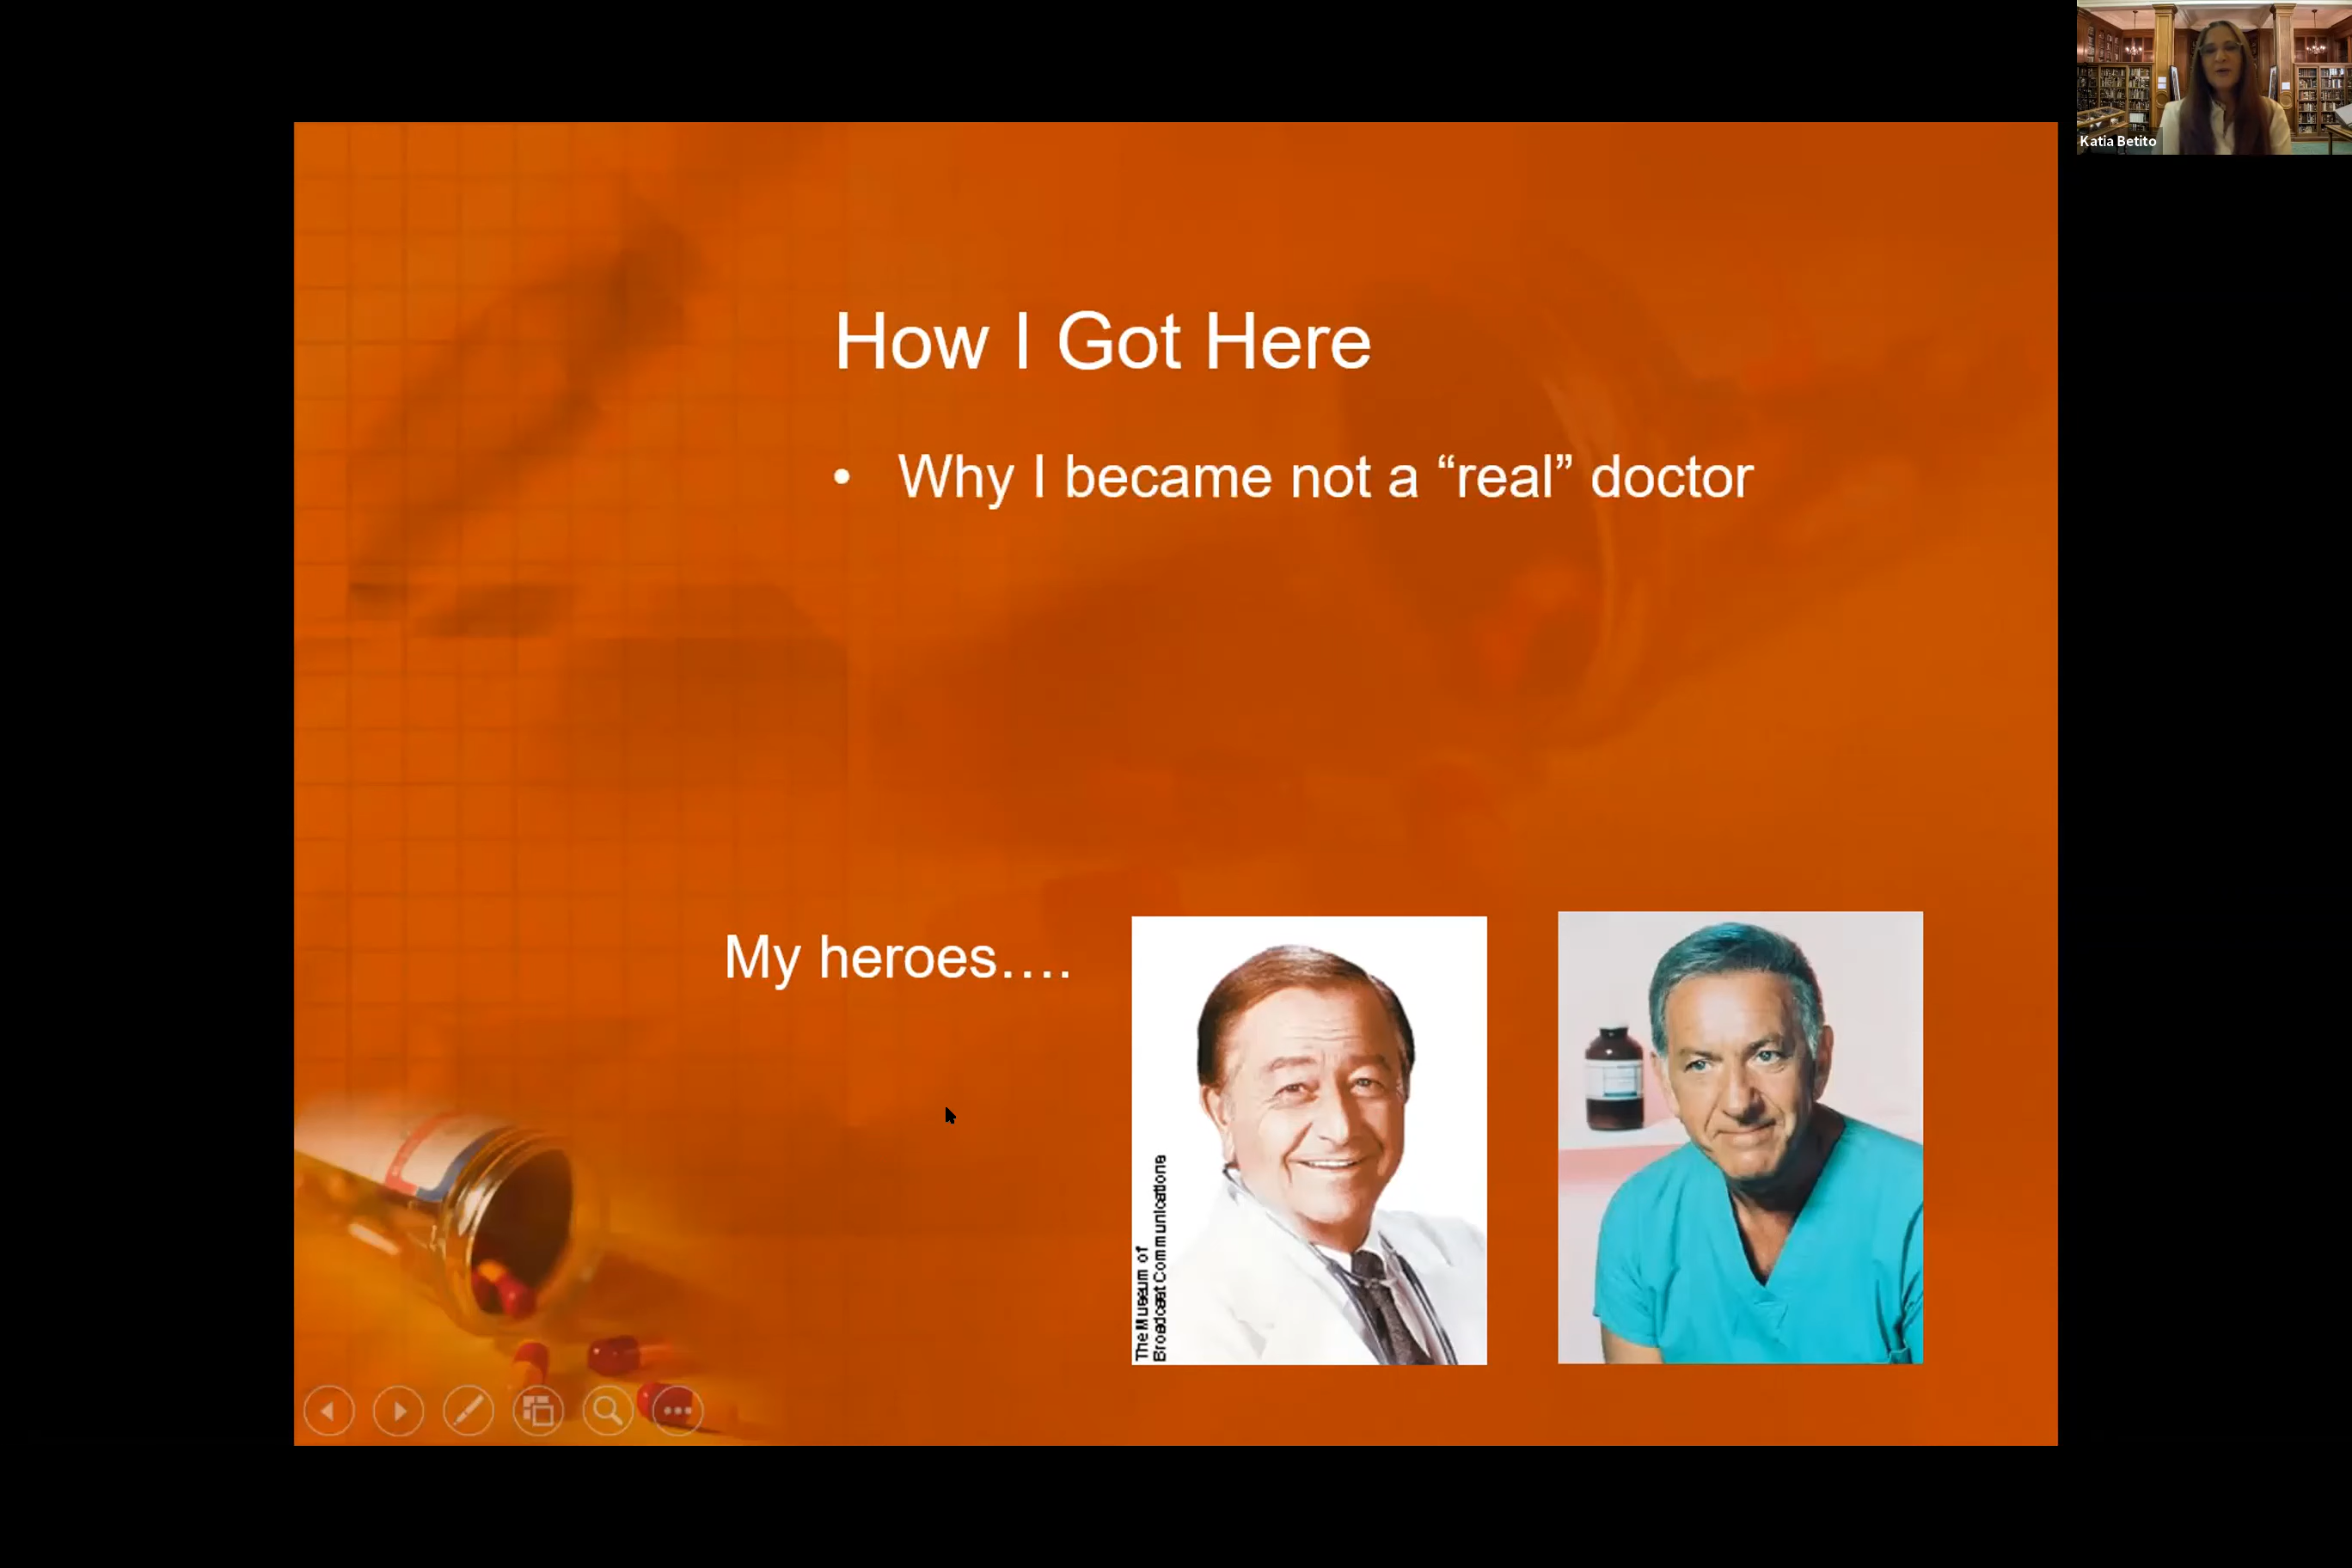 Katia Betito
How I Got Here
• Why I became not a “real” doctor
My heroes….
The Museum of
Broadcast Communications